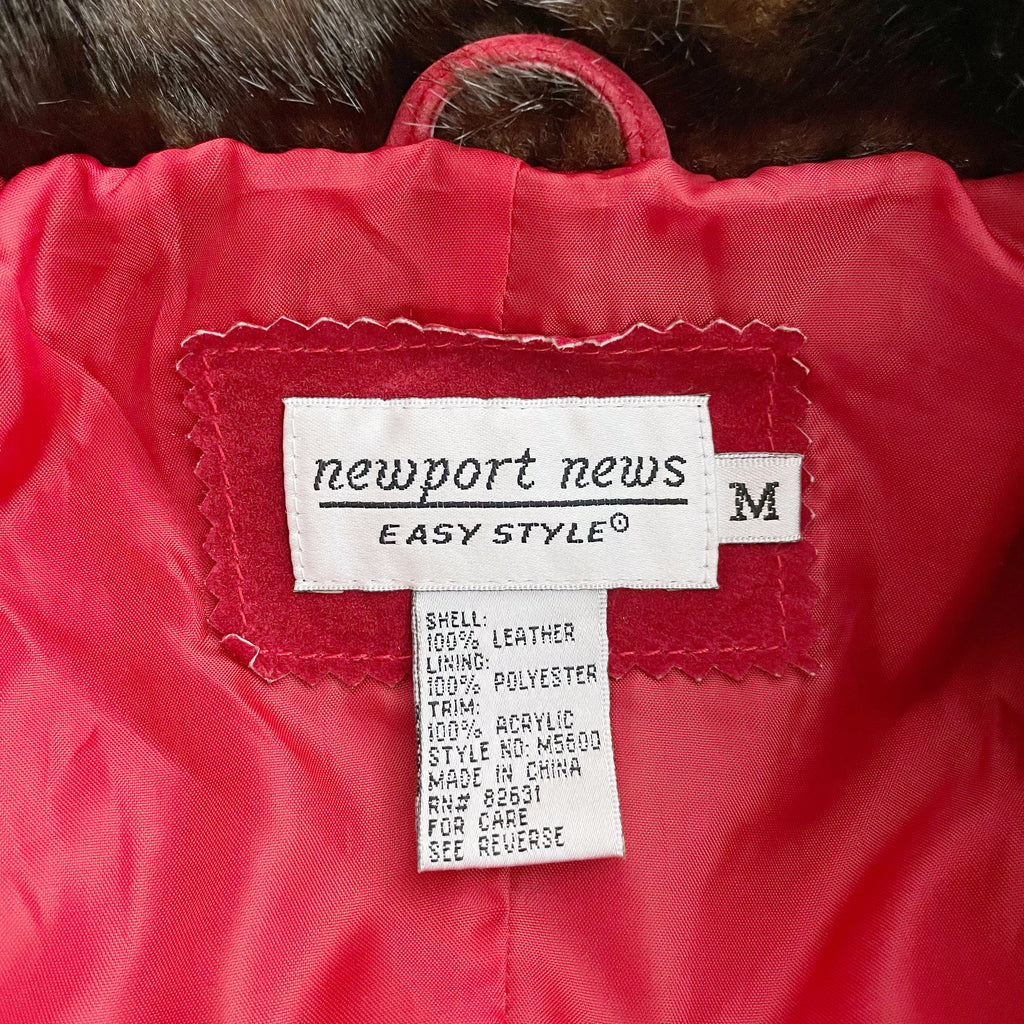 newport news
EASY STYLE®
M
SHELL:
100% LEATHER
LINING:
100% POLYESTER
TRIM:
100% ACRYLIC
STYLE NO: M5600
MADE IN CHINA
RN# 82631
FOR CARE
SEE REVERSE